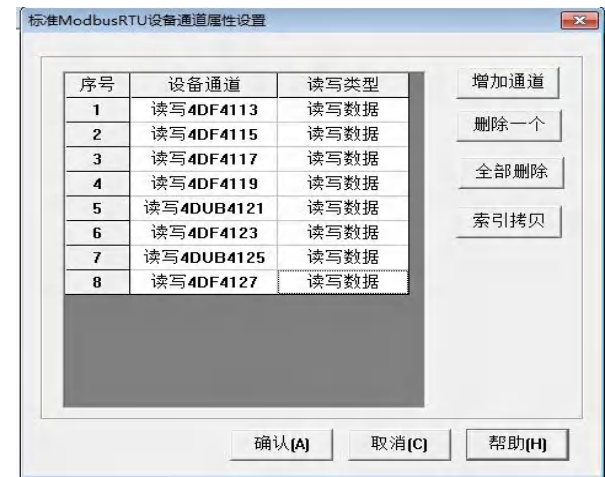 标准ModbusRTU设备通道属性设置
序号 设备通道 读写类型
1 读写4DF4113 读写数据
2 读写4DF4115 读写数据
3 读写4DF4117 读写数据
4 读写4DF4119 读写数据
5 读写4DUB4121 读写数据
6 读写4DF4123 读写数据
7 读写4DUB4125 读写数据
8 读写4DF4127 读写数据
增加通道
删除一个
全部删除
索引拷贝
确认(A) 取消(C) 帮助(H)